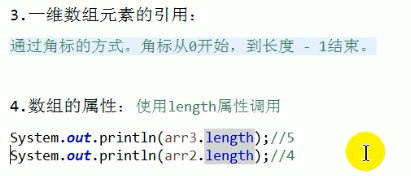 3.一维数组元素的引用：
通过角标的方式。角标从0开始，到长度 - 1结束。
4.数组的属性：使用length属性调用
System.out.println(arr3.length);//5
System.out.println(arr2.length);//4